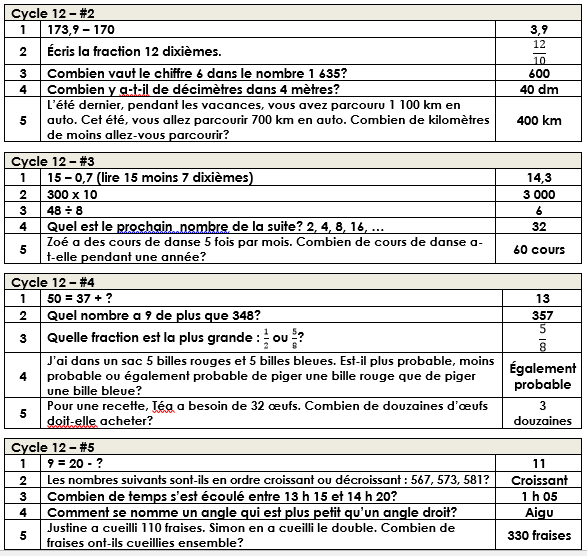 Cycle 12 – #2
1 173,9 – 170 3,9
2 Écris la fraction 12 dixièmes. 12/10
3 Combien vaut le chiffre 6 dans le nombre 1 635? 600
4 Combien y a-t-il de décimètres dans 4 mètres? 40 dm
L'été dernier, pendant les vacances, vous avez parcouru 1 100 km en
5 auto. Cet été, vous allez parcourir 700 km en auto. Combien de kilomètres 400 km
de moins allez-vous parcourir?
Cycle 12 – #3
1 15 – 0,7 (lire 15 moins 7 dixièmes) 14,3
2 300 x 10 3 000
3 48 ÷ 8 6
4 Quel est le prochain nombre de la suite? 2, 4, 8, 16, … 32
5 Zoé a des cours de danse 5 fois par mois. Combien de cours de danse a- 60 cours
t-elle pendant une année?
Cycle 12 – #4
1 50 = 37 + ? 13
2 Quel nombre a 9 de plus que 348? 357
3 Quelle fraction est la plus grande : 1/2 ou 5/8? 5/8
J'ai dans un sac 5 billes rouges et 5 billes bleues. Est-il plus probable, moins
4 probable ou également probable de piger une bille rouge que de piger Également probable
une bille bleue?
5 Pour une recette, Téa a besoin de 32 œufs. Combien de douzaines d'œufs 3
doit-elle acheter? douzaines
Cycle 12 – #5
1 9 = 20 - ? 11
2 Les nombres suivants sont-ils en ordre croissant ou décroissant : 567, 573, 581? Croissant
3 Combien de temps s'est écoulé entre 13 h 15 et 14 h 20? 1 h 05
4 Comment se nomme un angle qui est plus petit qu'un angle droit? Aigu
5 Justine a cueilli 110 fraises. Simon en a cueilli le double. Combien de 330 fraises
fraises ont-ils cueillies ensemble?